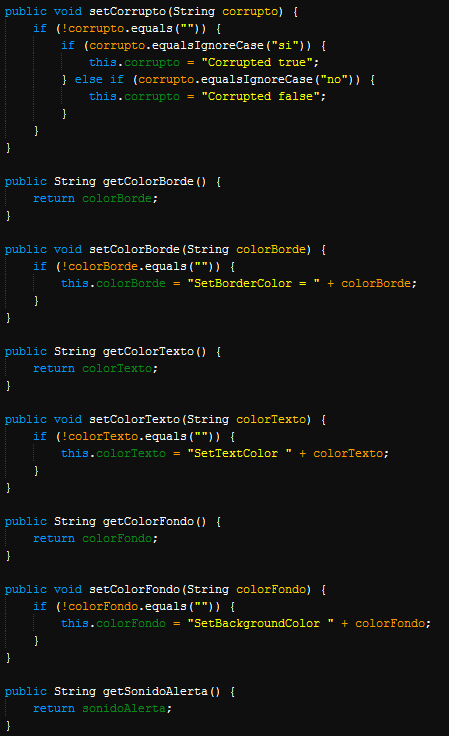 public void setCorrupto(String corrupto) {
    if (!corrupto.equals("")) {
        if (corrupto.equalsIgnoreCase("si")) {
            this.corrupto = "Corrupted true";
        } else if (corrupto.equalsIgnoreCase("no")) {
            this.corrupto = "Corrupted false";
        }
    }
}

public String getColorBorde() {
    return colorBorde;
}

public void setColorBorde(String colorBorde) {
    if (!colorBorde.equals("")) {
        this.colorBorde = "SetBorderColor = " + colorBorde;
    }
}

public String getColorTexto() {
    return colorTexto;
}

public void setColorTexto(String colorTexto) {
    if (!colorTexto.equals("")) {
        this.colorTexto = "SetTextColor " + colorTexto;
    }
}

public String getColorFondo() {
    return colorFondo;
}

public void setColorFondo(String colorFondo) {
    if (!colorFondo.equals("")) {
        this.colorFondo = "SetBackgroundColor " + colorFondo;
    }
}

public String getSonidoAlerta() {
    return sonidoAlerta;
}